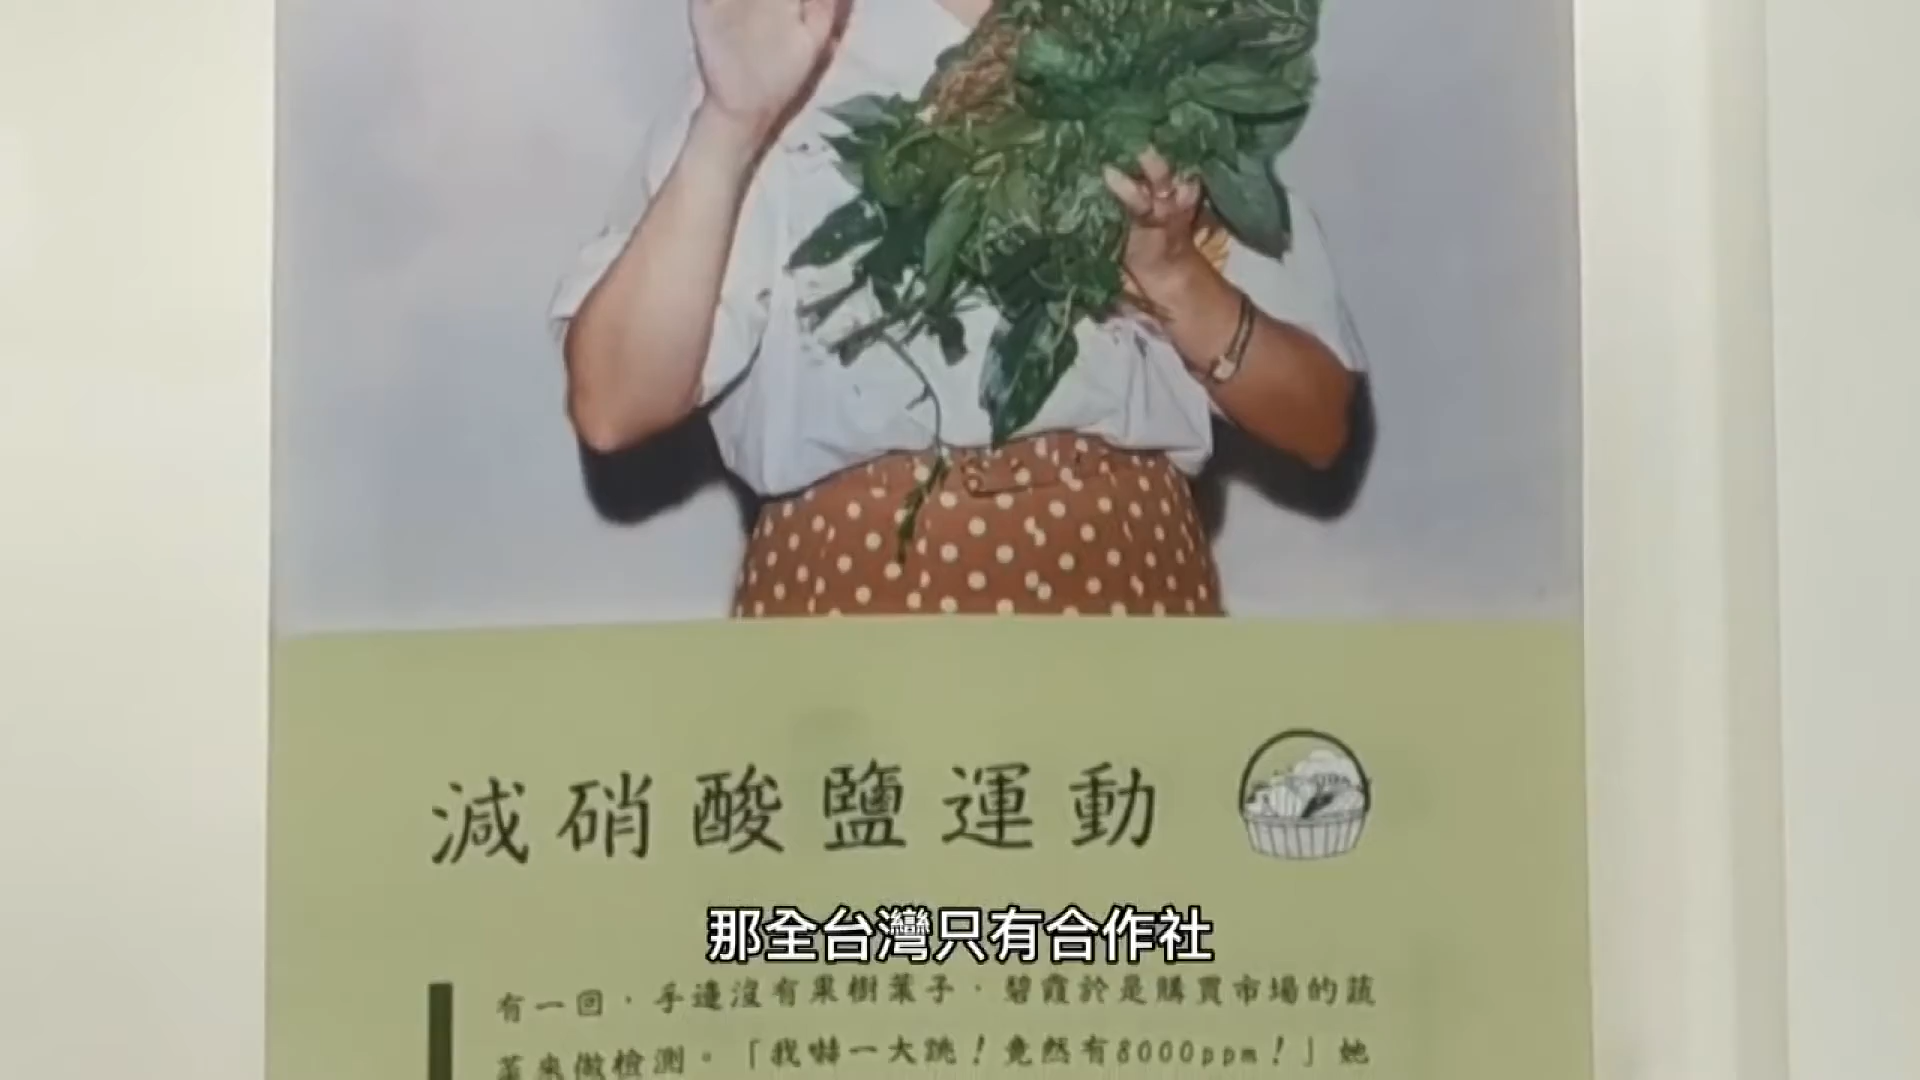 減硝酸鹽運動
那全台灣只有合作社
有一回，手邊沒有果樹葉子，碧霞於是購買市場的蔬
菜來做檢測。「我嚇一大跳！竟然有8000ppm！」她